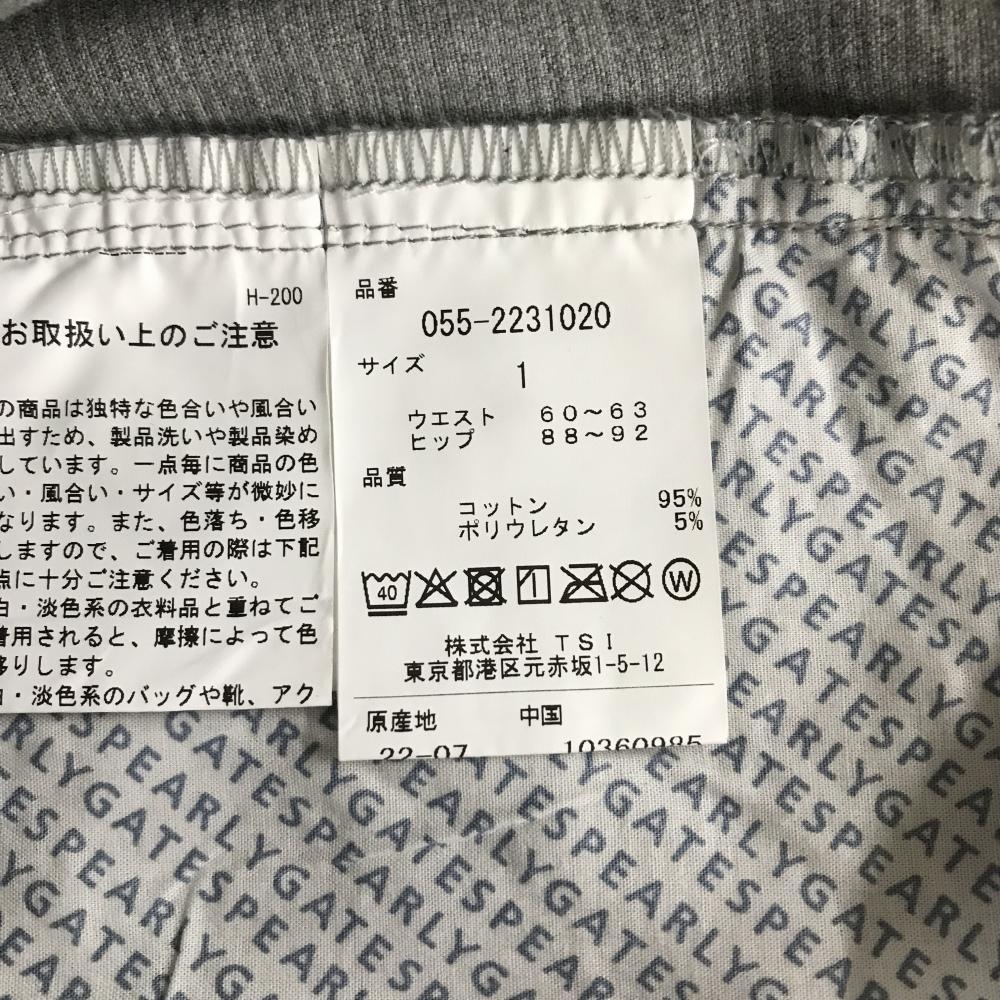 H-200
お取扱い上のご注意
の商品は独特な色合いや風合い
出すため、製品洗いや製品染め
しています。一点毎に商品の色
い・風合い・サイズ等が微妙に
なります。また、色落ち・色移
しますので、ご着用の際は下記
点に十分ご注意ください。
白・淡色系の衣料品と重ねてご
着用されると、摩擦によって色
移りします。
白・淡色系のバッグや靴、アク
品番
055-2231020
サイズ
1
ウエスト 60～63
ヒップ 88～92
品質
コットン 95%
ポリウレタン 5%
40
W
株式会社 TSI
東京都港区元赤坂1-5-12
原産地 中国
22-07 10360985
PEARLYGATES